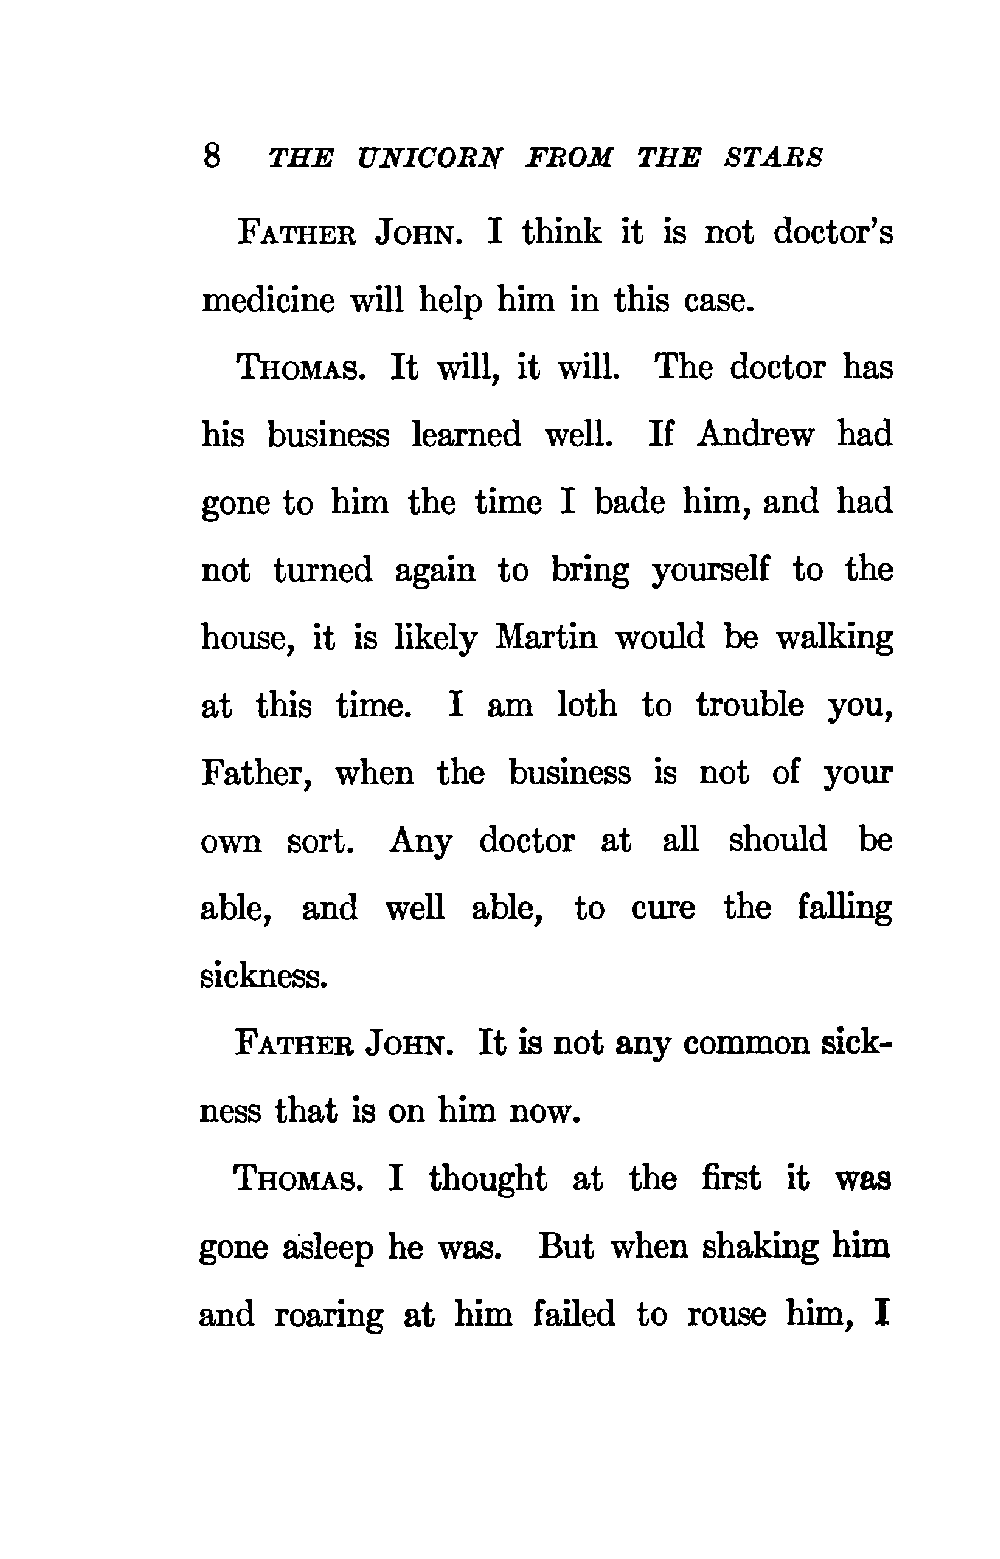 8 THE UNICORN FROM THE STARS
FATHER JOHN. I think it is not doctor's
medicine will help him in this case.
THOMAS. It will, it will. The doctor has
his business learned well. If Andrew had
gone to him the time I bade him, and had
not turned again to bring yourself to the
house, it is likely Martin would be walking
at this time. I am loth to trouble you,
Father, when the business is not of your
own sort. Any doctor at all should be
able, and well able, to cure the falling
sickness.
FATHER JOHN. It is not any common sick-
ness that is on him now.
THOMAS. I thought at the first it was
gone asleep he was. But when shaking him
and roaring at him failed to rouse him, I